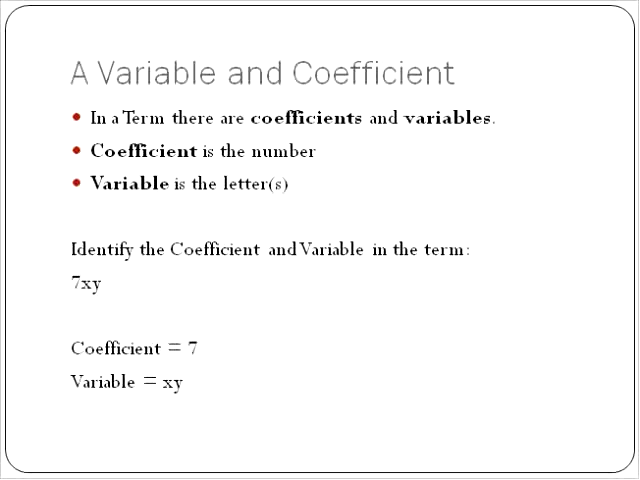 A Variable and Coefficient
• In a Term there are coefficients and variables.
• Coefficient is the number
• Variable is the letter(s)
Identify the Coefficient and Variable in the term:
7xy
Coefficient = 7
Variable = xy